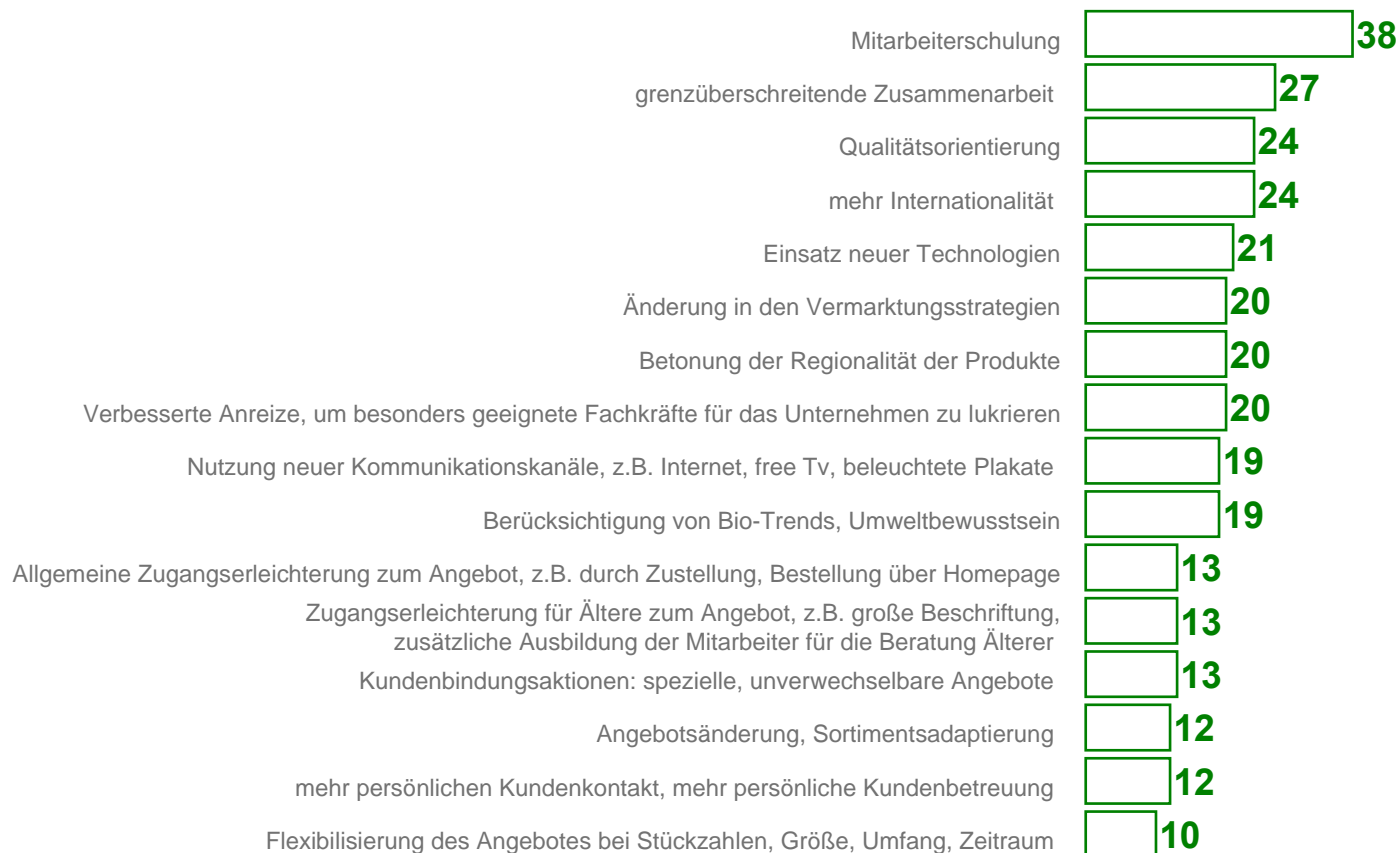 Mitarbeiterschulung 38
grenzüberschreitende Zusammenarbeit 27
Qualitätsorientierung 24
mehr Internationalität 24
Einsatz neuer Technologien 21
Änderung in den Vermarktungsstrategien 20
Betonung der Regionalität der Produkte 20
Verbesserte Anreize, um besonders geeignete Fachkräfte für das Unternehmen zu lukrieren 20
Nutzung neuer Kommunikationskanäle, z.B. Internet, free Tv, beleuchtete Plakate 19
Berücksichtigung von Bio-Trends, Umweltbewusstsein 19
Allgemeine Zugangserleichterung zum Angebot, z.B. durch Zustellung, Bestellung über Homepage 13
Zugangserleichterung für Ältere zum Angebot, z.B. große Beschriftung,
zusätzliche Ausbildung der Mitarbeiter für die Beratung Älterer 13
Kundenbindungsaktionen: spezielle, unverwechselbare Angebote 13
Angebotsänderung, Sortimentsadaptierung 12
mehr persönlichen Kundenkontakt, mehr persönliche Kundenbetreuung 12
Flexibilisierung des Angebotes bei Stückzahlen, Größe, Umfang, Zeitraum 10